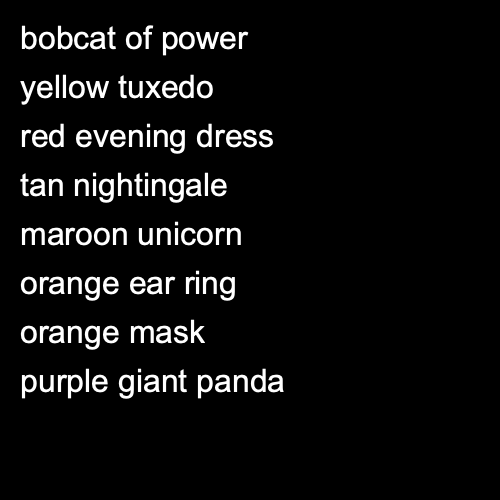 bobcat of power
yellow tuxedo
red evening dress
tan nightingale
maroon unicorn
orange ear ring
orange mask
purple giant panda